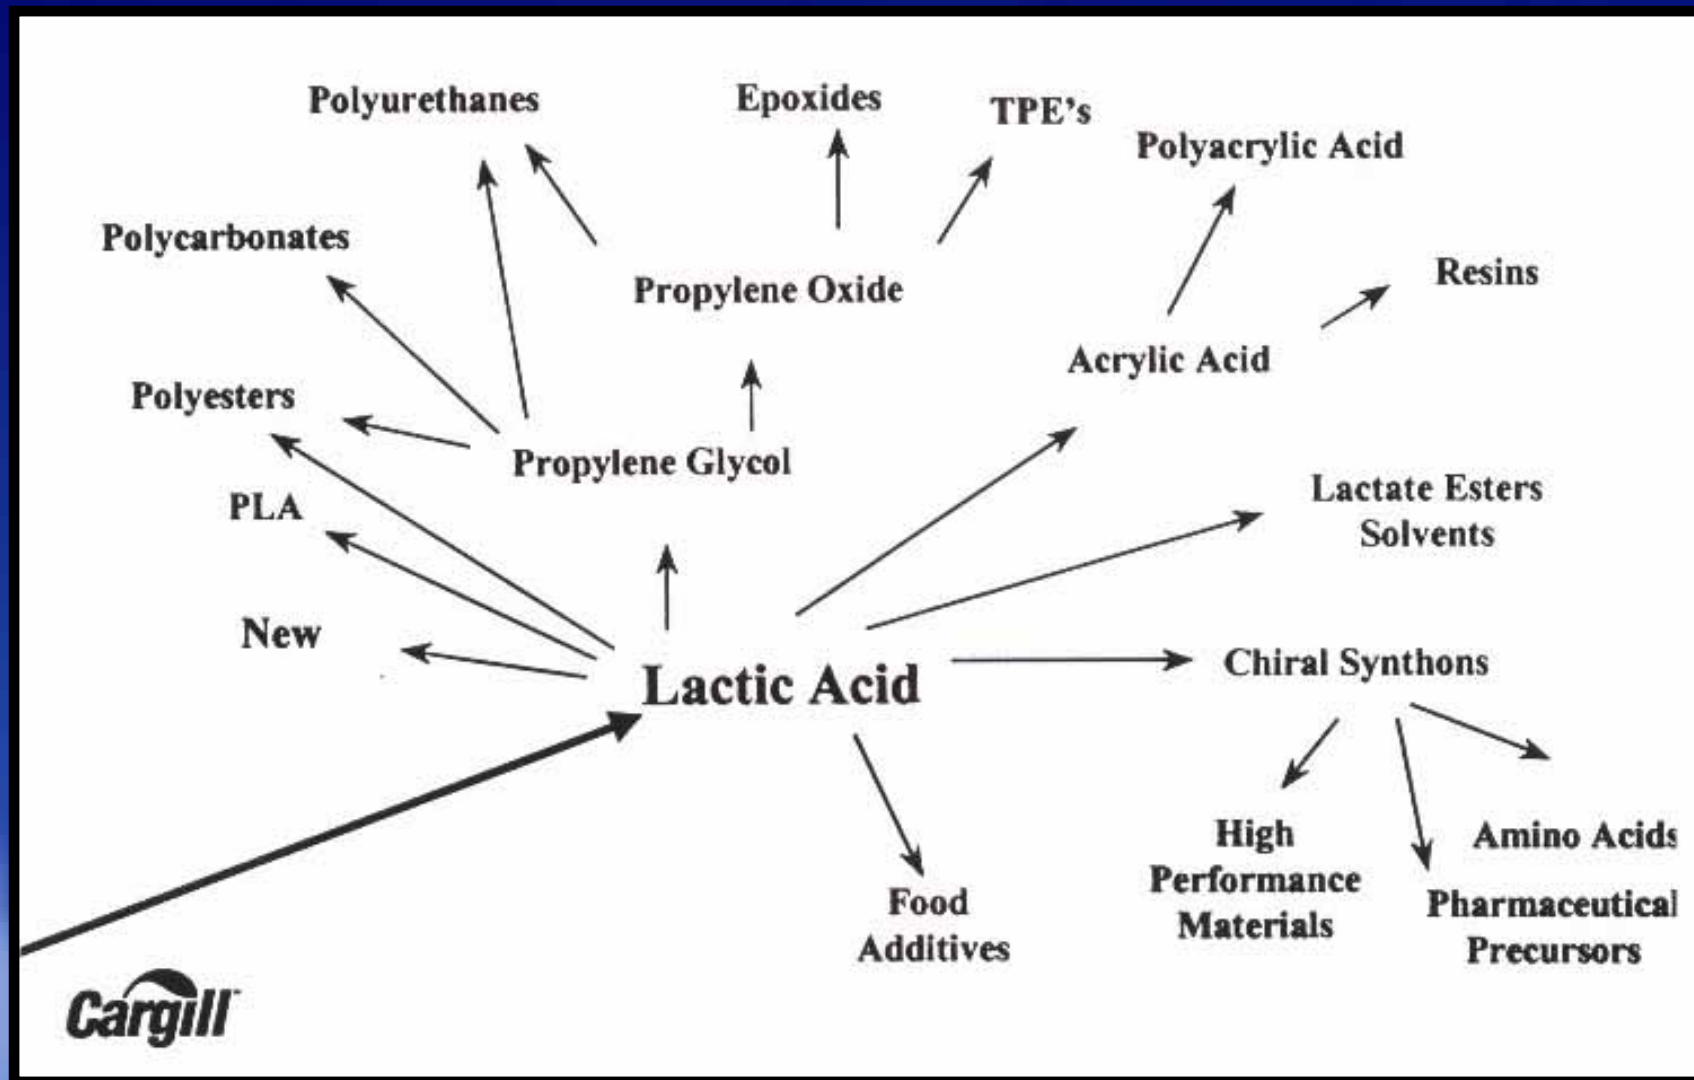 Polyurethanes
Epoxides
TPE's
Polyacrylic Acid
Polycarbonates
Propylene Oxide
Resins
Acrylic Acid
Polyesters
Propylene Glycol
PLA
Lactate Esters
Solvents
New
Lactic Acid
Chiral Synthons
High
Performance
Materials
Amino Acids
Pharmaceutical
Precursors
Food
Additives
Cargill™